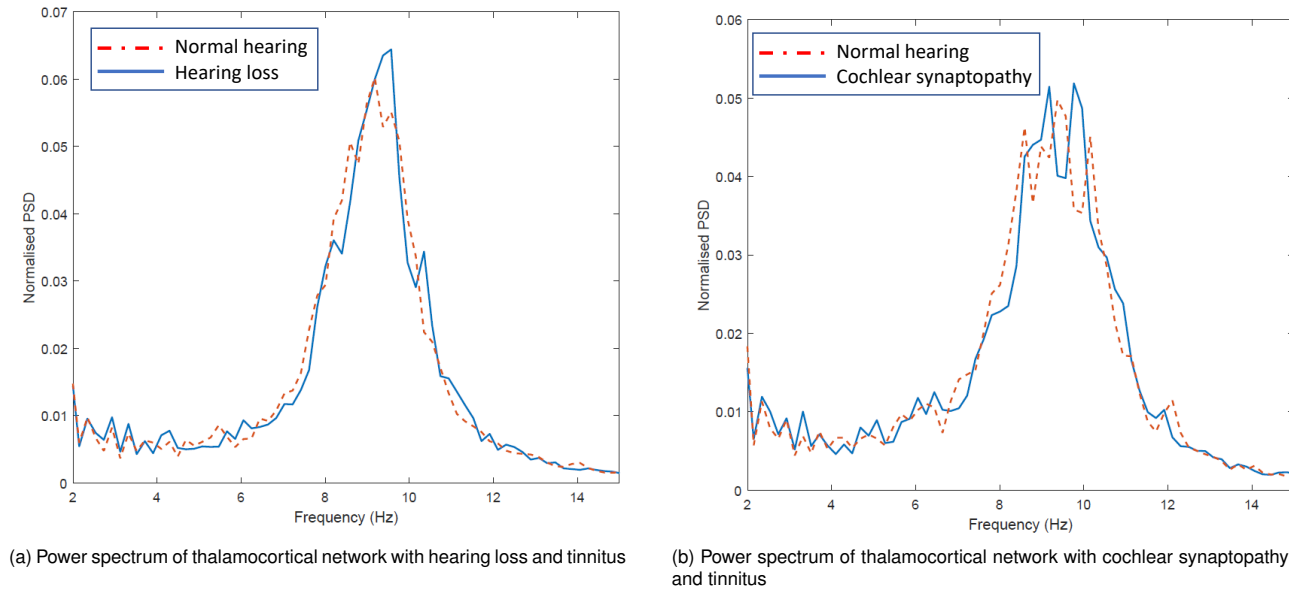 0.07
0.06
0.05
0.04
0.03
0.02
0.01
0
Normalised PSD
Normal hearing
Hearing loss
2 4 6 8 10 12 14
Frequency (Hz)
(a) Power spectrum of thalamocortical network with hearing loss and tinnitus
0.06
0.05
0.04
0.03
0.02
0.01
0
Normalised PSD
Normal hearing
Cochlear synaptopathy
2 4 6 8 10 12 14
Frequency (Hz)
(b) Power spectrum of thalamocortical network with cochlear synaptopathy
and tinnitus